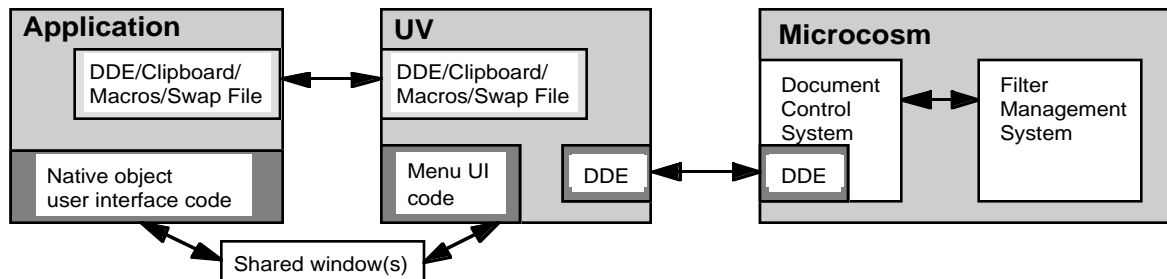 Application
DDE/Clipboard/
Macros/Swap File
Native object
user interface code
UV
DDE/Clipboard/
Macros/Swap File
Menu UI
code
DDE
Shared window(s)
Microcosm
Document
Control
System
DDE
Filter
Management
System